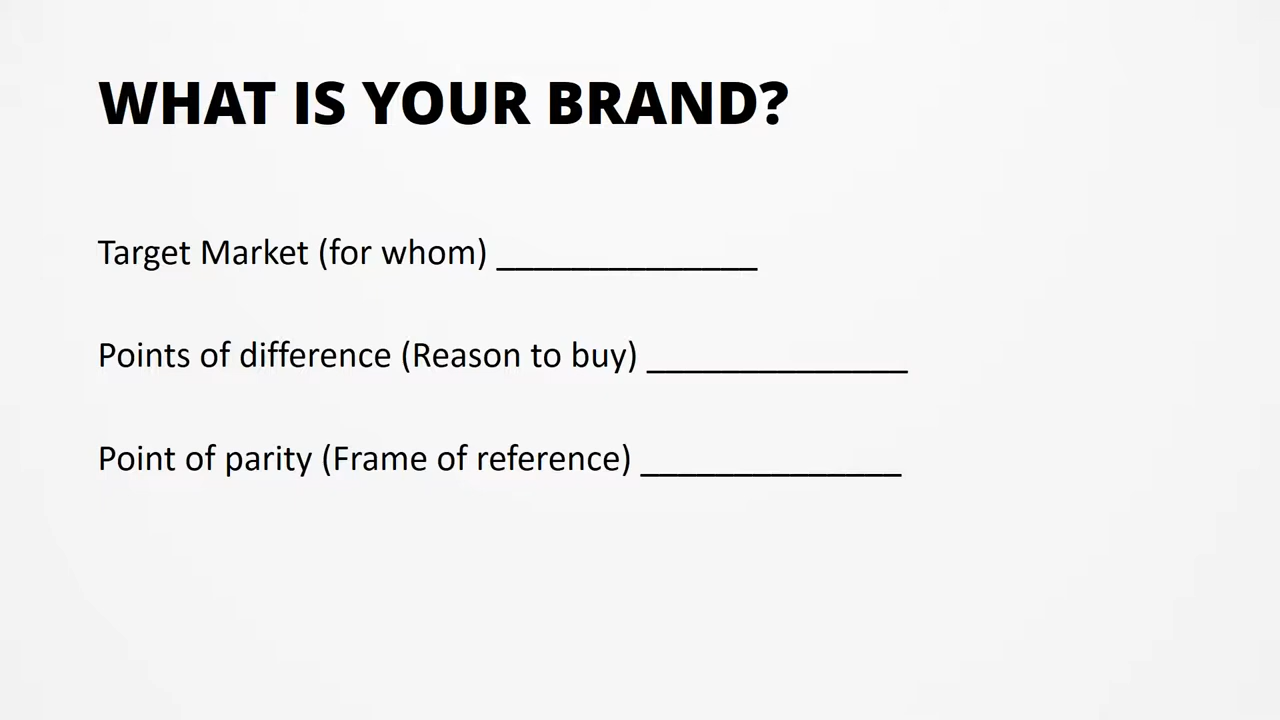 WHAT IS YOUR BRAND?
Target Market (for whom) ______________
Points of difference (Reason to buy) ______________
Point of parity (Frame of reference) ______________